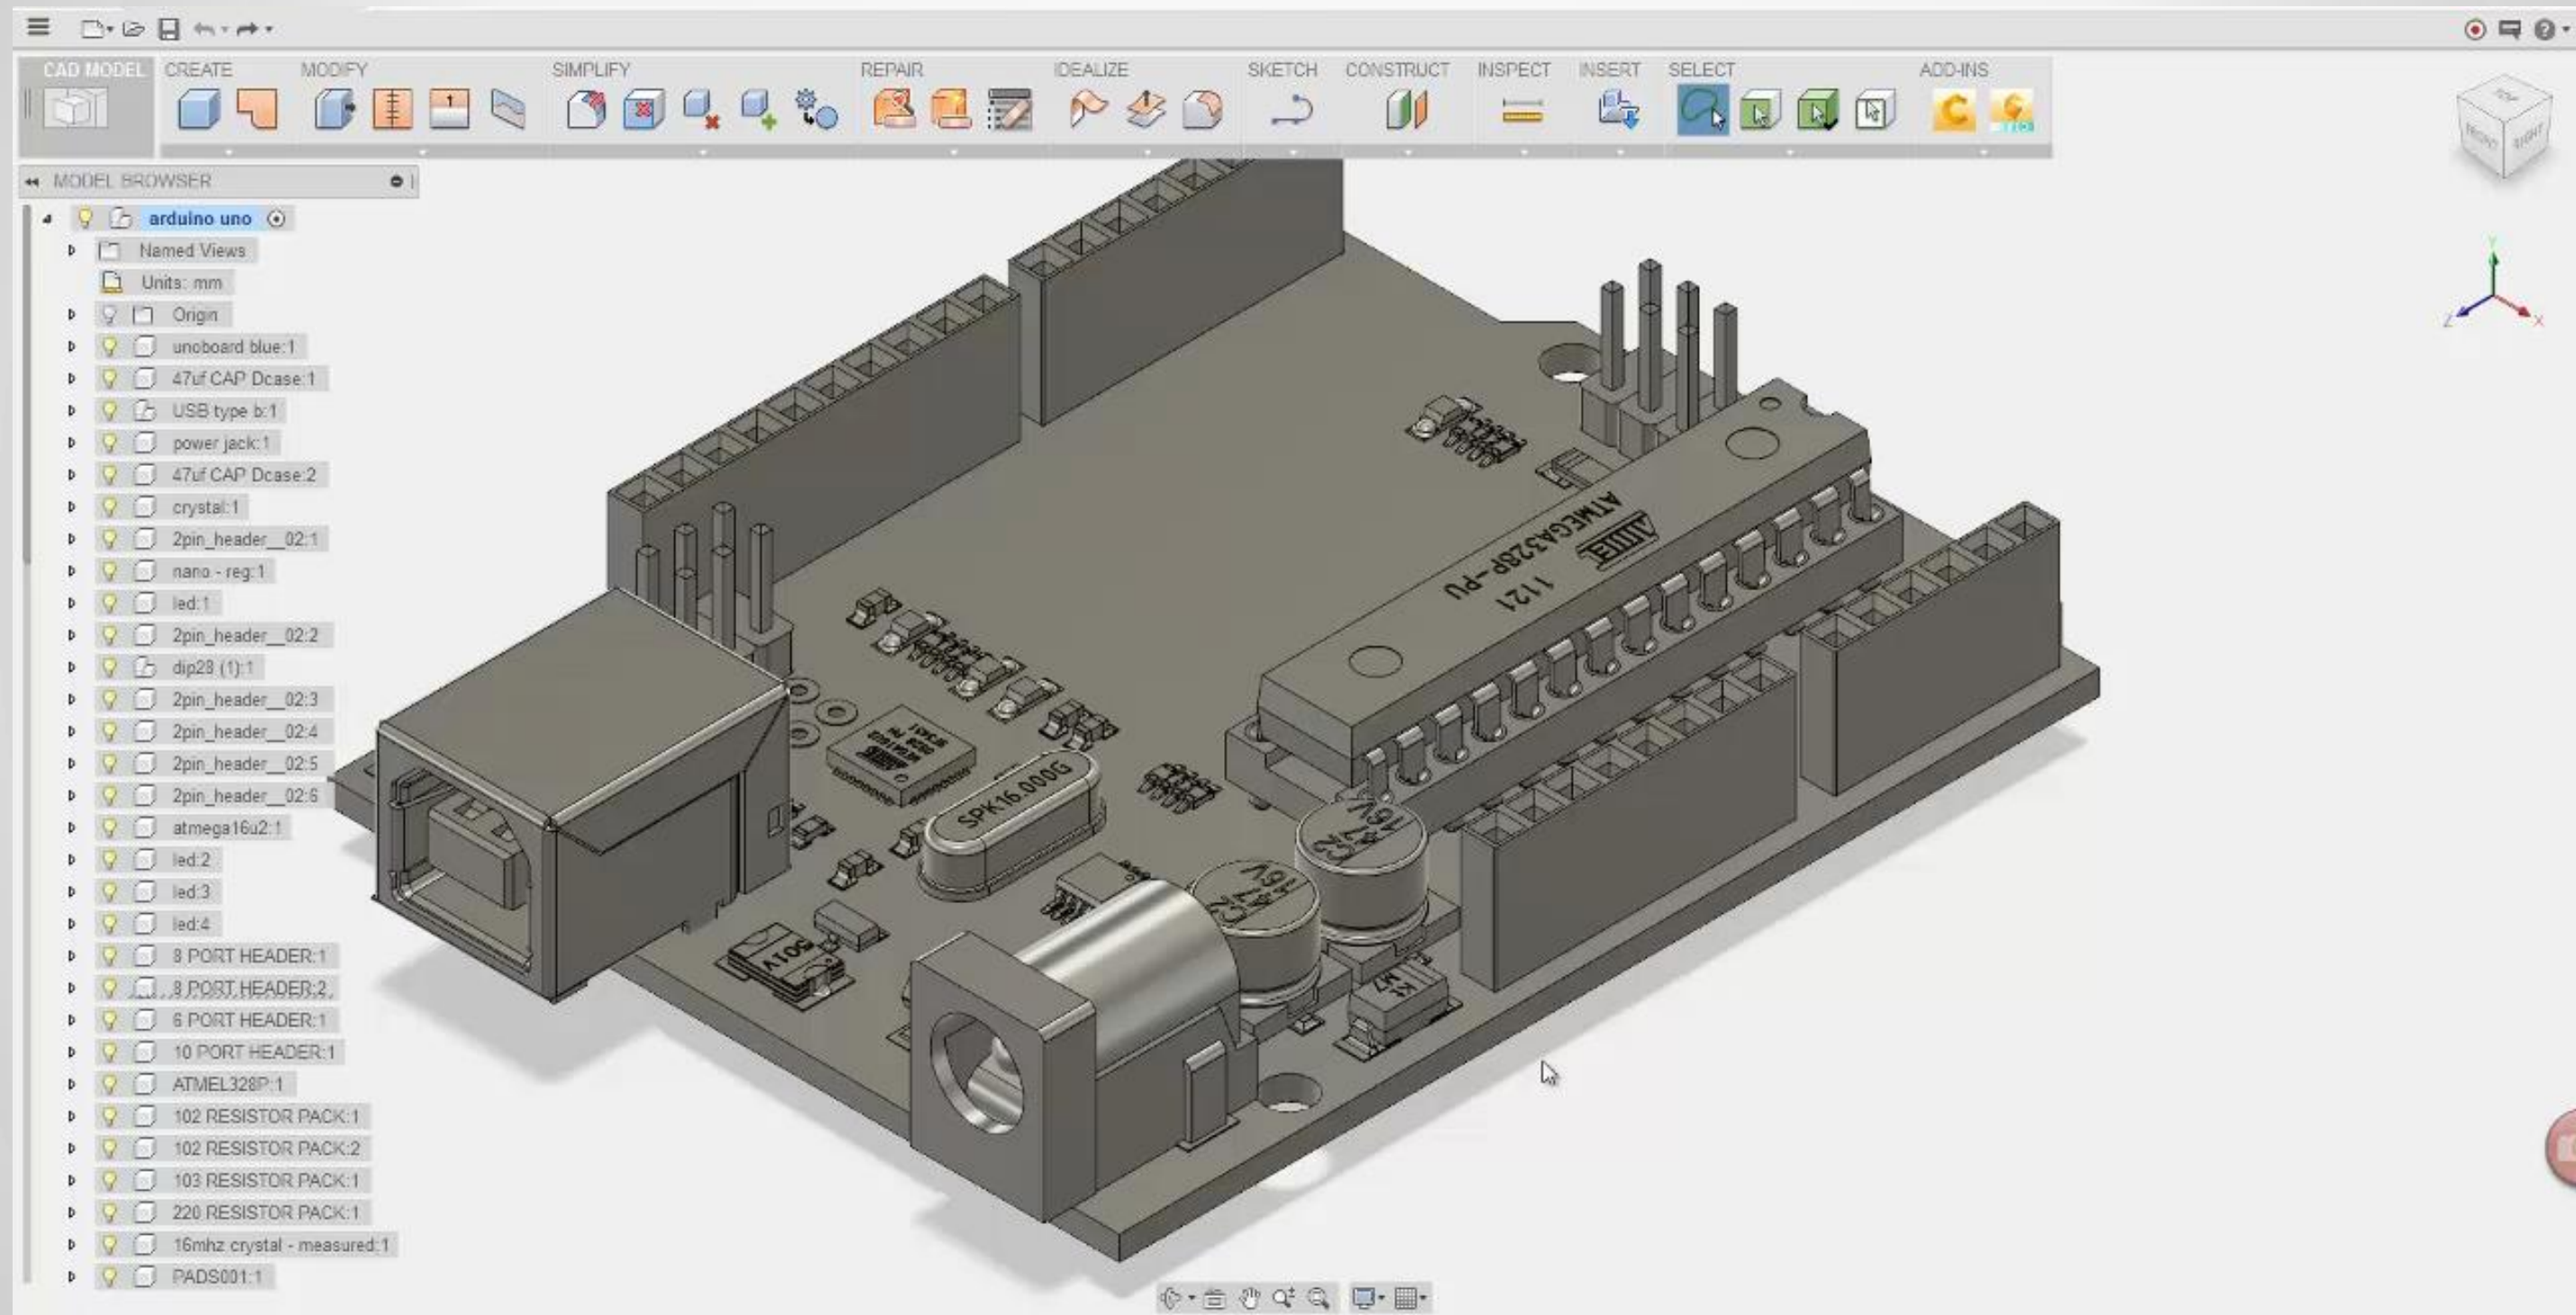 CAD MODEL CREATE MODIFY SIMPLIFY REPAIR IDEALIZE SKETCH CONSTRUCT INSPECT INSERT SELECT ADD-INS
TOP
FRONT RIGHT
MODEL BROWSER
arduino uno
Named Views
Units: mm
Origin
unoboard blue:1
47uf CAP Dcase:1
USB type b:1
power jack:1
47uf CAP Dcase:2
crystal:1
2pin_header__02:1
nano - reg:1
led:1
2pin_header__02:2
dip28 (1):1
2pin_header__02:3
2pin_header__02:4
2pin_header__02:5
2pin_header__02:6
atmega16u2:1
led:2
led:3
led:4
8 PORT HEADER:1
8 PORT HEADER:2
6 PORT HEADER:1
10 PORT HEADER:1
ATMEL328P:1
102 RESISTOR PACK:1
102 RESISTOR PACK:2
103 RESISTOR PACK:1
220 RESISTOR PACK:1
16mhz crystal - measured:1
PADS001:1
Y
Z
X
ATMEGA328P-PU
1121
SPK16.000G
501V